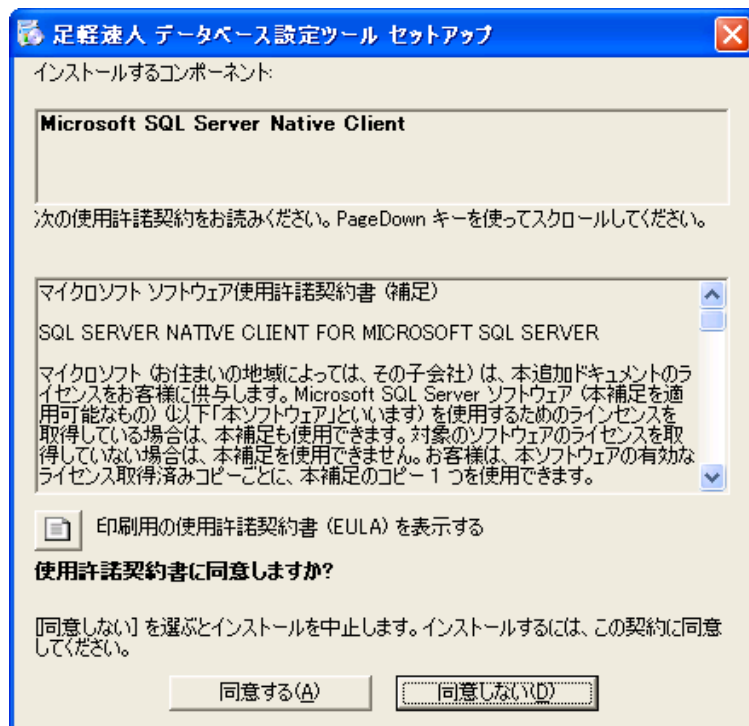 足軽速人 データベース設定ツール セットアップ
インストールするコンポーネント:
Microsoft SQL Server Native Client
次の使用許諾契約をお読みください。PageDown キーを使ってスクロールしてください。
マイクロソフト ソフトウェア使用許諾契約書 (補足)
SQL SERVER NATIVE CLIENT FOR MICROSOFT SQL SERVER
マイクロソフト (お住まいの地域によっては、その子会社) は、本追加ドキュメントのラ
イセンスをお客様に供与します。Microsoft SQL Server ソフトウェア (本補足を適
用可能なもの) (以下「本ソフトウェア」といいます) を使用するためのラインセンスを
取得している場合は、本補足も使用できます。対象のソフトウェアのライセンスを取
得していない場合は、本補足を使用できません。お客様は、本ソフトウェアの有効な
ライセンス取得済みコピーごとに、本補足のコピー 1 つを使用できます。
印刷用の使用許諾契約書 (EULA) を表示する
使用許諾契約書に同意しますか?
[同意しない] を選ぶとインストールを中止します。インストールするには、この契約に同意
してください。
同意する(A)
同意しない(D)